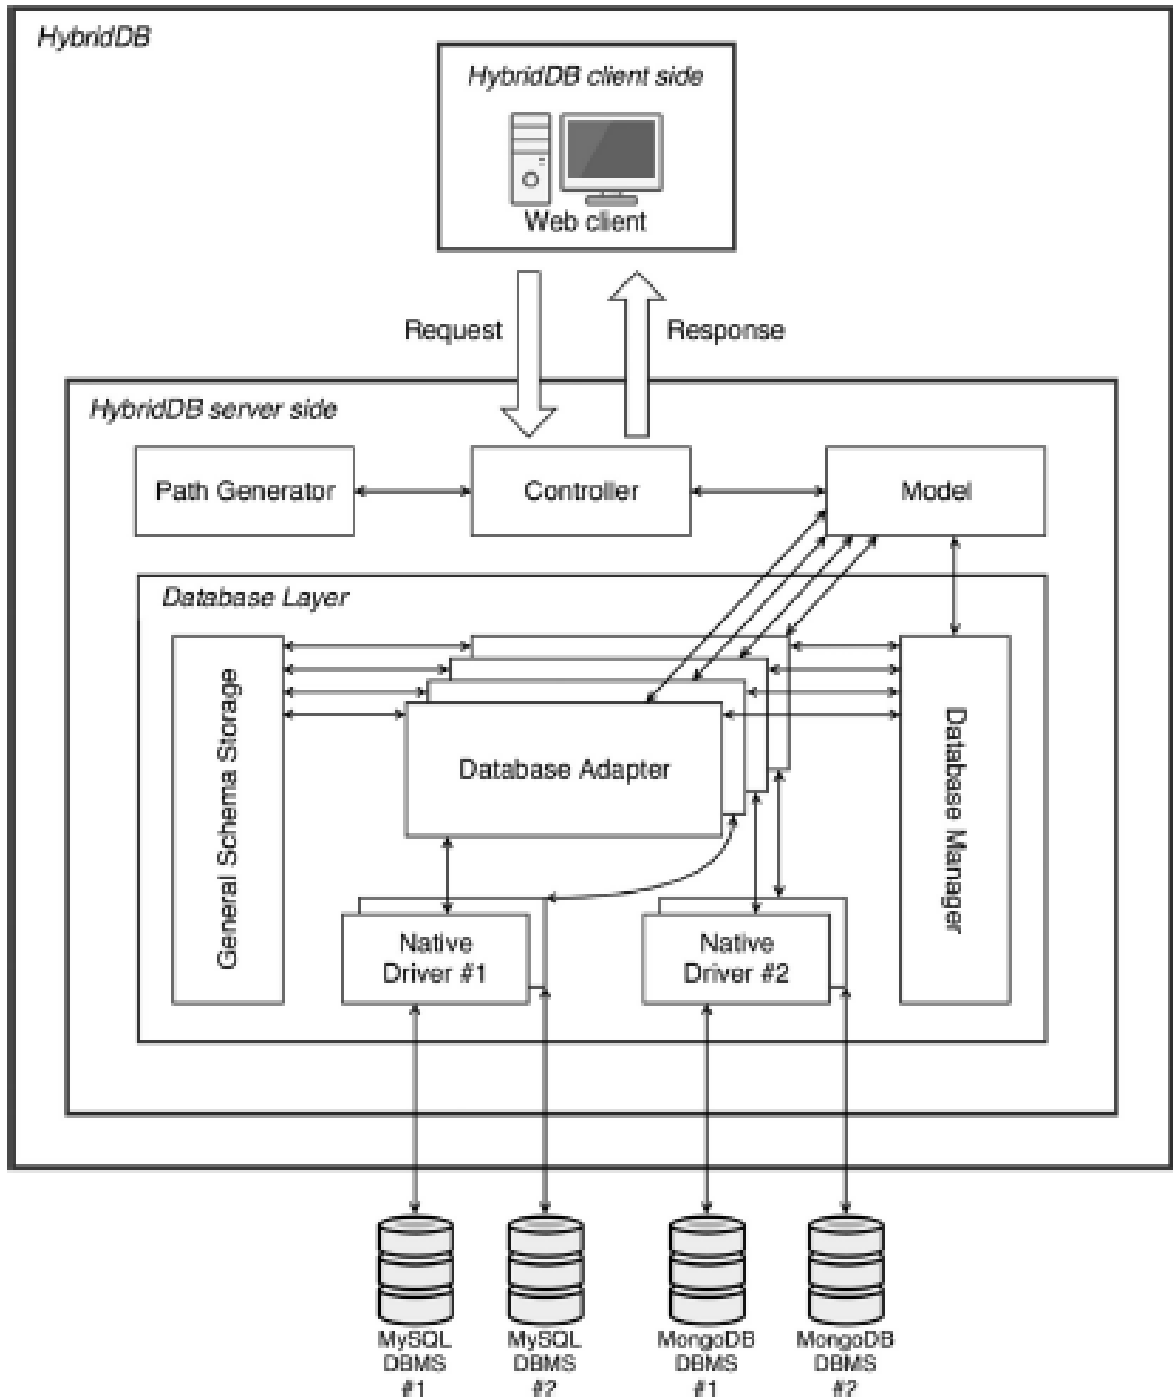 HybridDB
HybridDB client side
Web client
Request
Response
HybridDB server side
Path Generator
Controller
Model
Database Layer
General Schema Storage
Database Adapter
Database Manager
Native
Driver #1
Native
Driver #2
MySQL
DBMS
#1
MySQL
DBMS
#2
MongoDB
DBMS
#1
MongoDB
DBMS
#2